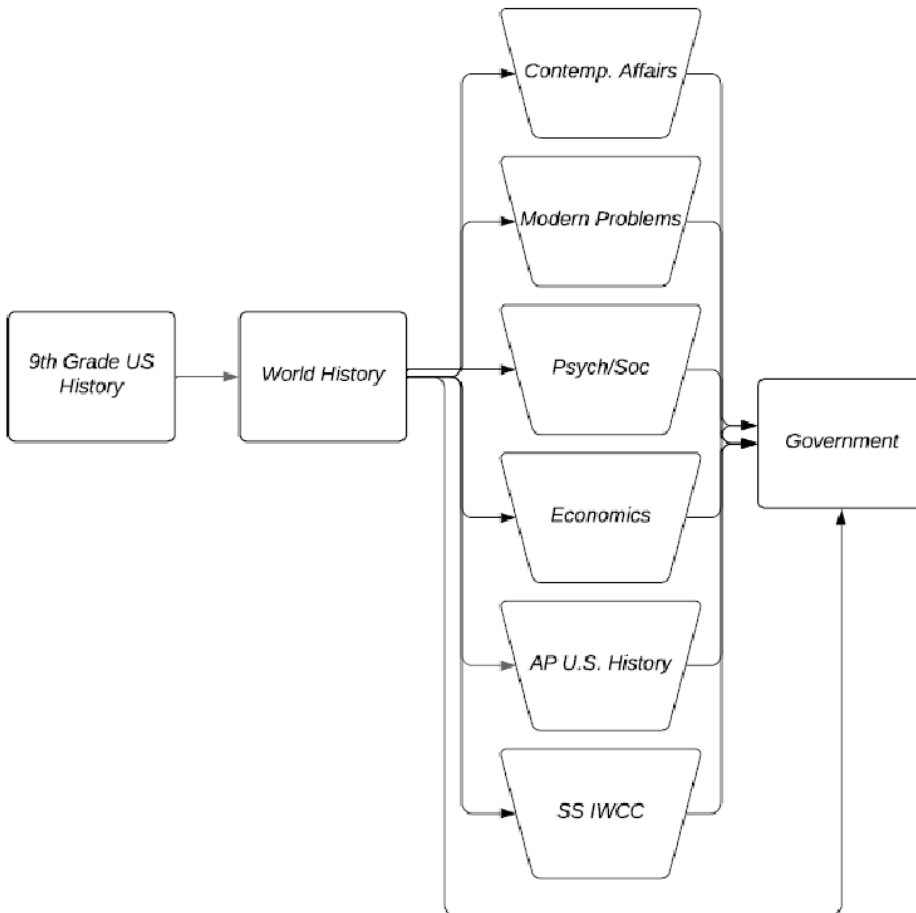 Contemp. Affairs
Modern Problems
9th Grade US
History
World History
Psych/Soc
Government
Economics
AP U.S. History
SS IWCC